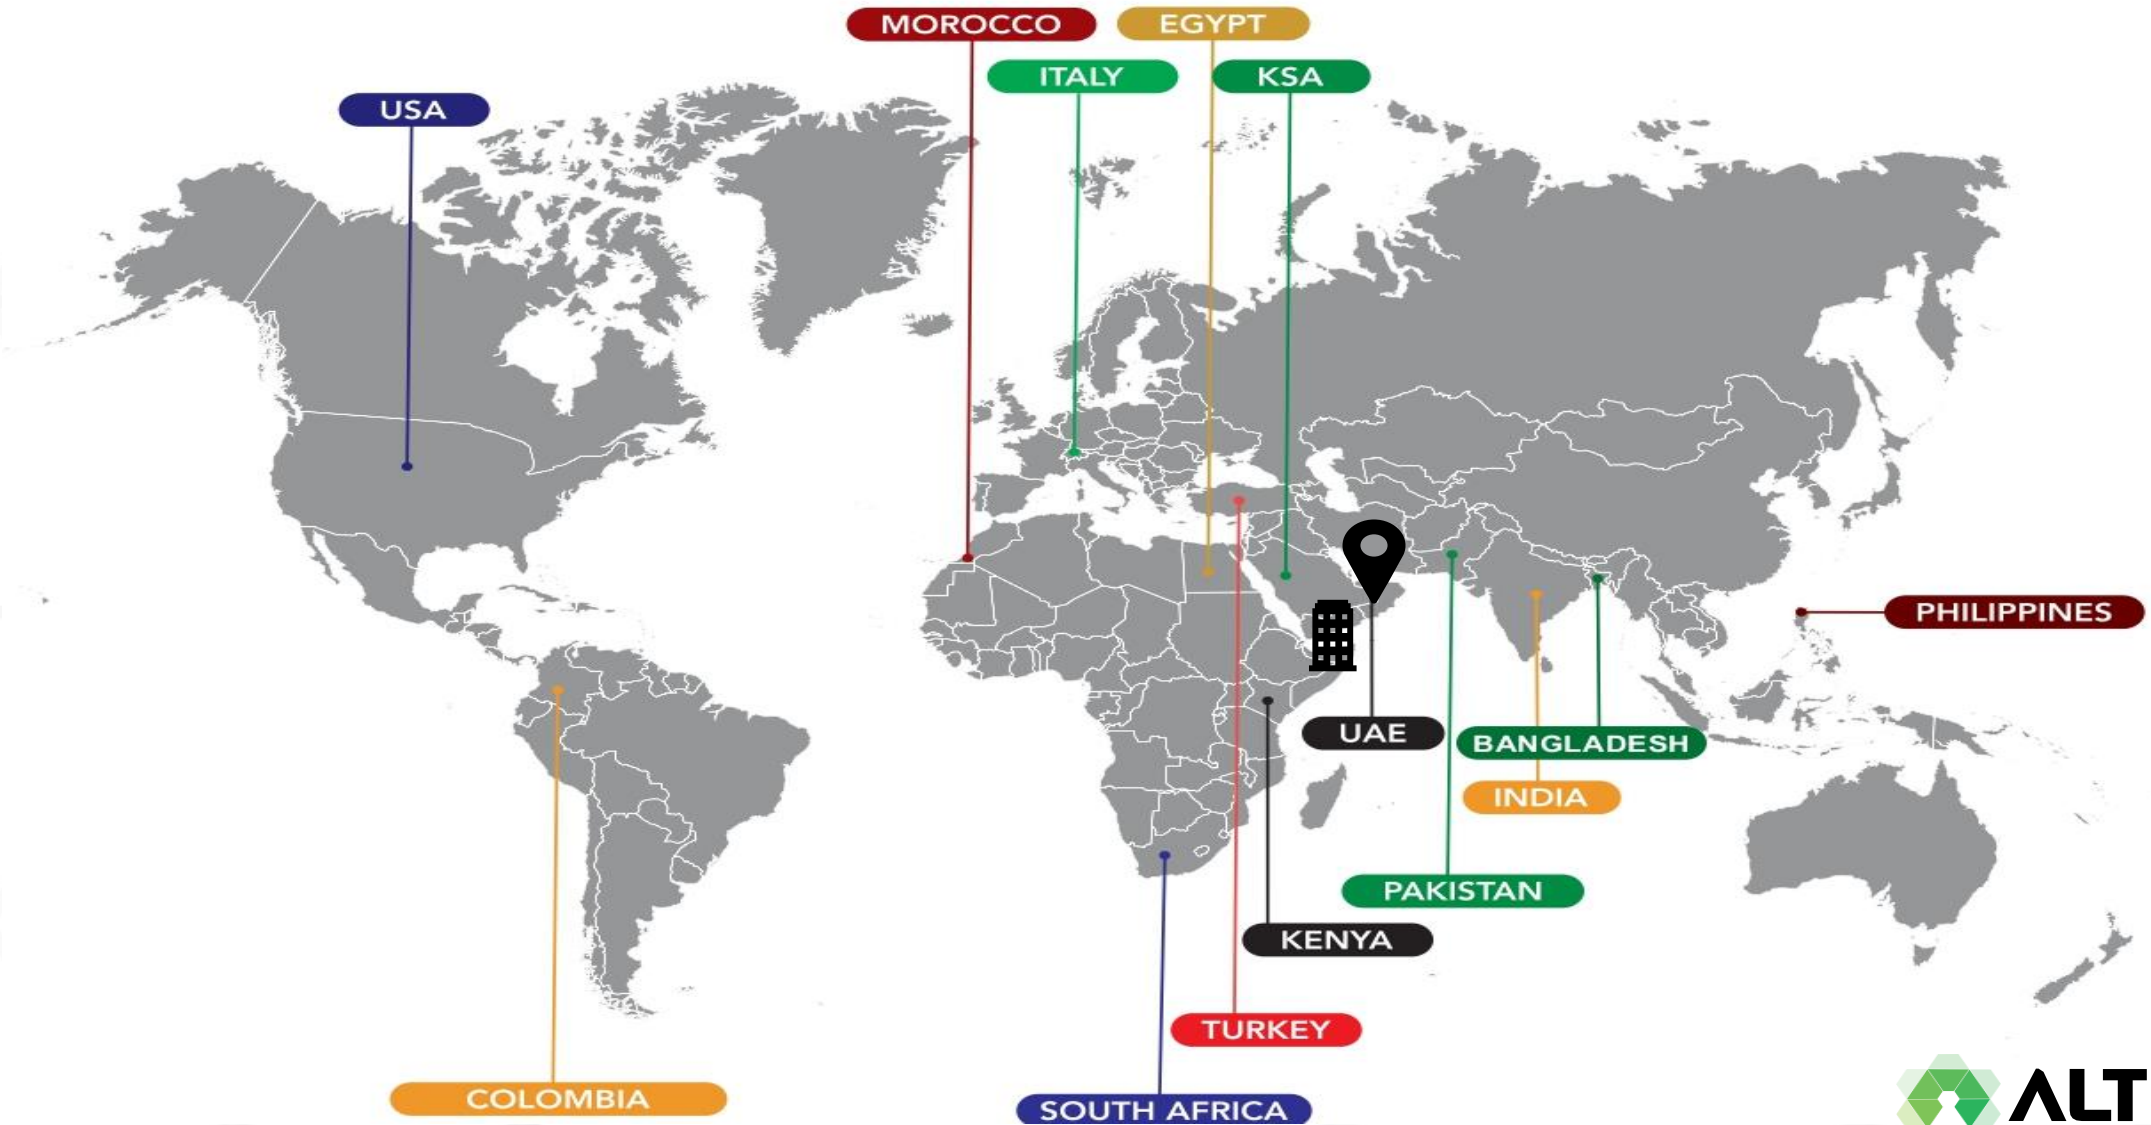 MOROCCO
EGYPT
ITALY
KSA
USA
PHILIPPINES
UAE
BANGLADESH
INDIA
PAKISTAN
KENYA
TURKEY
COLOMBIA
SOUTH AFRICA
ALT